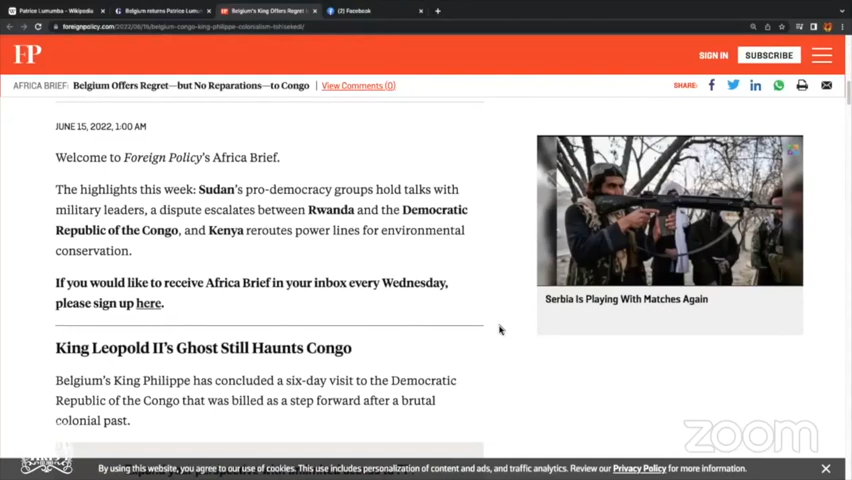 Patrice Lumumba - Wikipedia
Belgium returns Patrice Lumum
Belgium's King Offers Regret
Facebook
foreignpolicy.com/2022/06/15/belgium-congo-king-philippe-colonialism-tshisekedi/
FP
SIGN IN
SUBSCRIBE
AFRICA BRIEF: Belgium Offers Regret—but No Reparations—to Congo | View Comments (0)
SHARE:
JUNE 15, 2022, 1:00 AM
Welcome to Foreign Policy's Africa Brief.
The highlights this week: Sudan's pro-democracy groups hold talks with
military leaders, a dispute escalates between Rwanda and the Democratic
Republic of the Congo, and Kenya reroutes power lines for environmental
conservation.
If you would like to receive Africa Brief in your inbox every Wednesday,
please sign up here.
Serbia Is Playing With Matches Again
King Leopold II's Ghost Still Haunts Congo
Belgium's King Philippe has concluded a six-day visit to the Democratic
Republic of the Congo that was billed as a step forward after a brutal
colonial past.
zoom
By using this website, you agree to our use of cookies. This use includes personalization of content and ads, and traffic analytics. Review our Privacy Policy for more information.